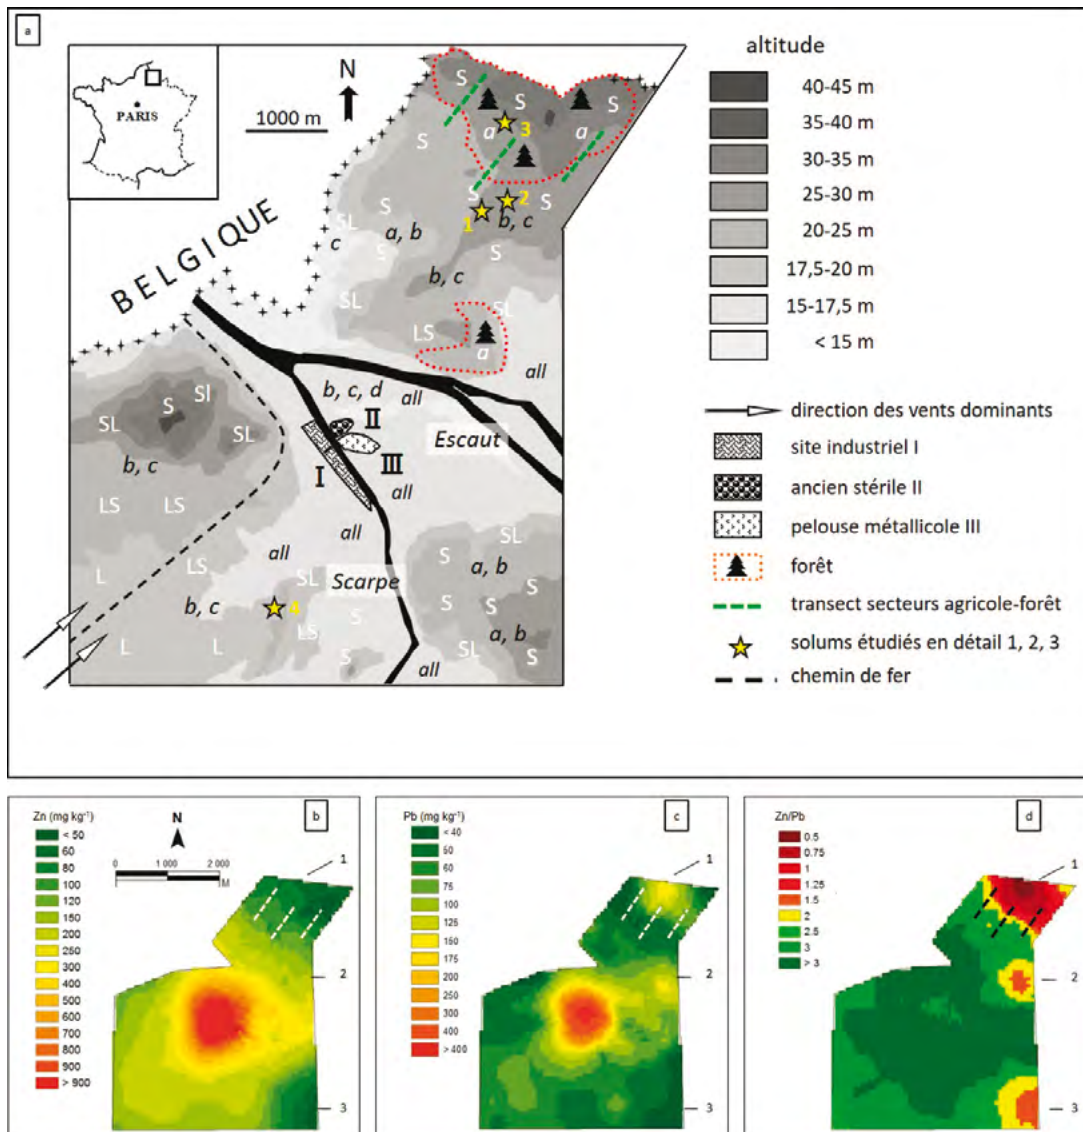 a
altitude
PARIS
N
1000 m
40-45 m
35-40 m
30-35 m
25-30 m
20-25 m
17,5-20 m
15-17,5 m
< 15 m
S
S
S
a
3
a
S
S
S
2
S
1
b, c
SL
S
a, b
c
S
S
b, c
BELGIQUE
SL
SL
LS
a
all
b, c, d
all
Sl
S
SL
SL
II
Escaut
b, c
III
I
all
LS
LS
SL
all
S
a, b
LS
SL
L
Scarpe
S
b, c
4
S
S
LS
S
SL
a, b
L
L
S
S
all
direction des vents dominants
site industriel I
ancien stérile II
pelouse métallicole III
forêt
transect secteurs agricole-forêt
solums étudiés en détail 1, 2, 3
chemin de fer
Zn (mg kg-1)
b
< 50
60
80
100
120
150
200
250
300
400
500
600
700
800
900
> 900
N
0 1 000 2 000
M
1
2
3
Pb (mg kg-1)
c
< 40
50
60
75
100
125
150
175
200
250
300
400
> 400
1
2
3
Zn/Pb
d
0.5
0.75
1
1.25
1.5
2
2.5
3
> 3
1
2
3